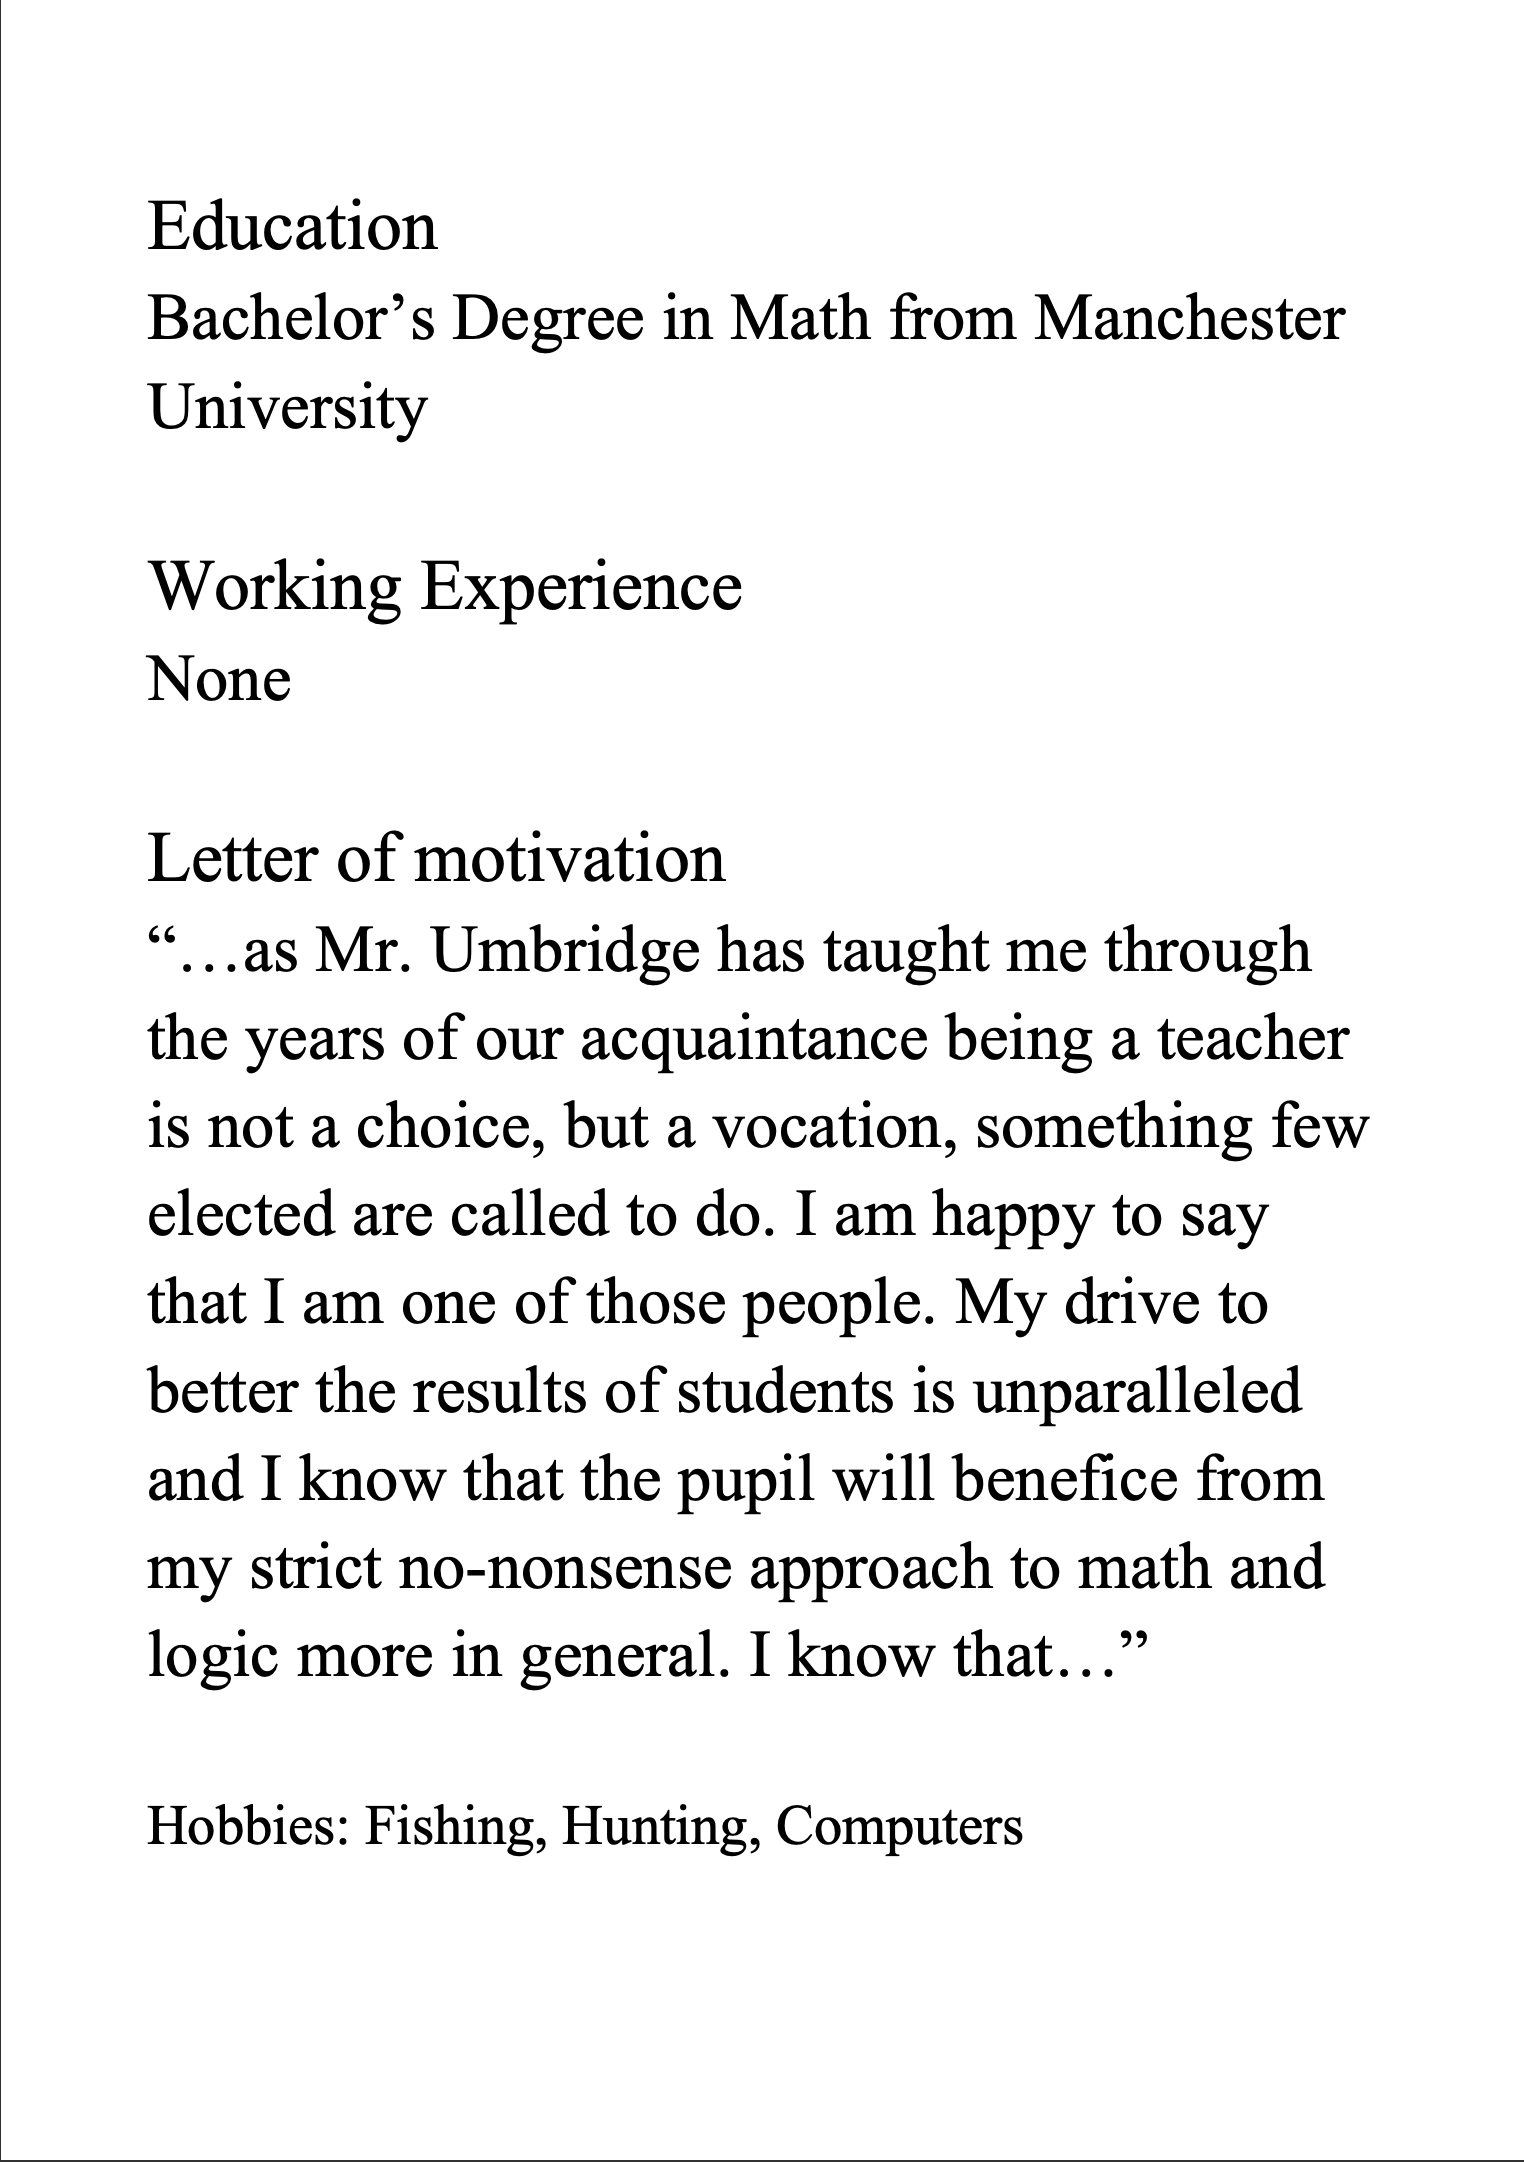 Education
Bachelor’s Degree in Math from Manchester
University
Working Experience
None
Letter of motivation
“…as Mr. Umbridge has taught me through
the years of our acquaintance being a teacher
is not a choice, but a vocation, something few
elected are called to do. I am happy to say
that I am one of those people. My drive to
better the results of students is unparalleled
and I know that the pupil will benefice from
my strict no-nonsense approach to math and
logic more in general. I know that…”
Hobbies: Fishing, Hunting, Computers